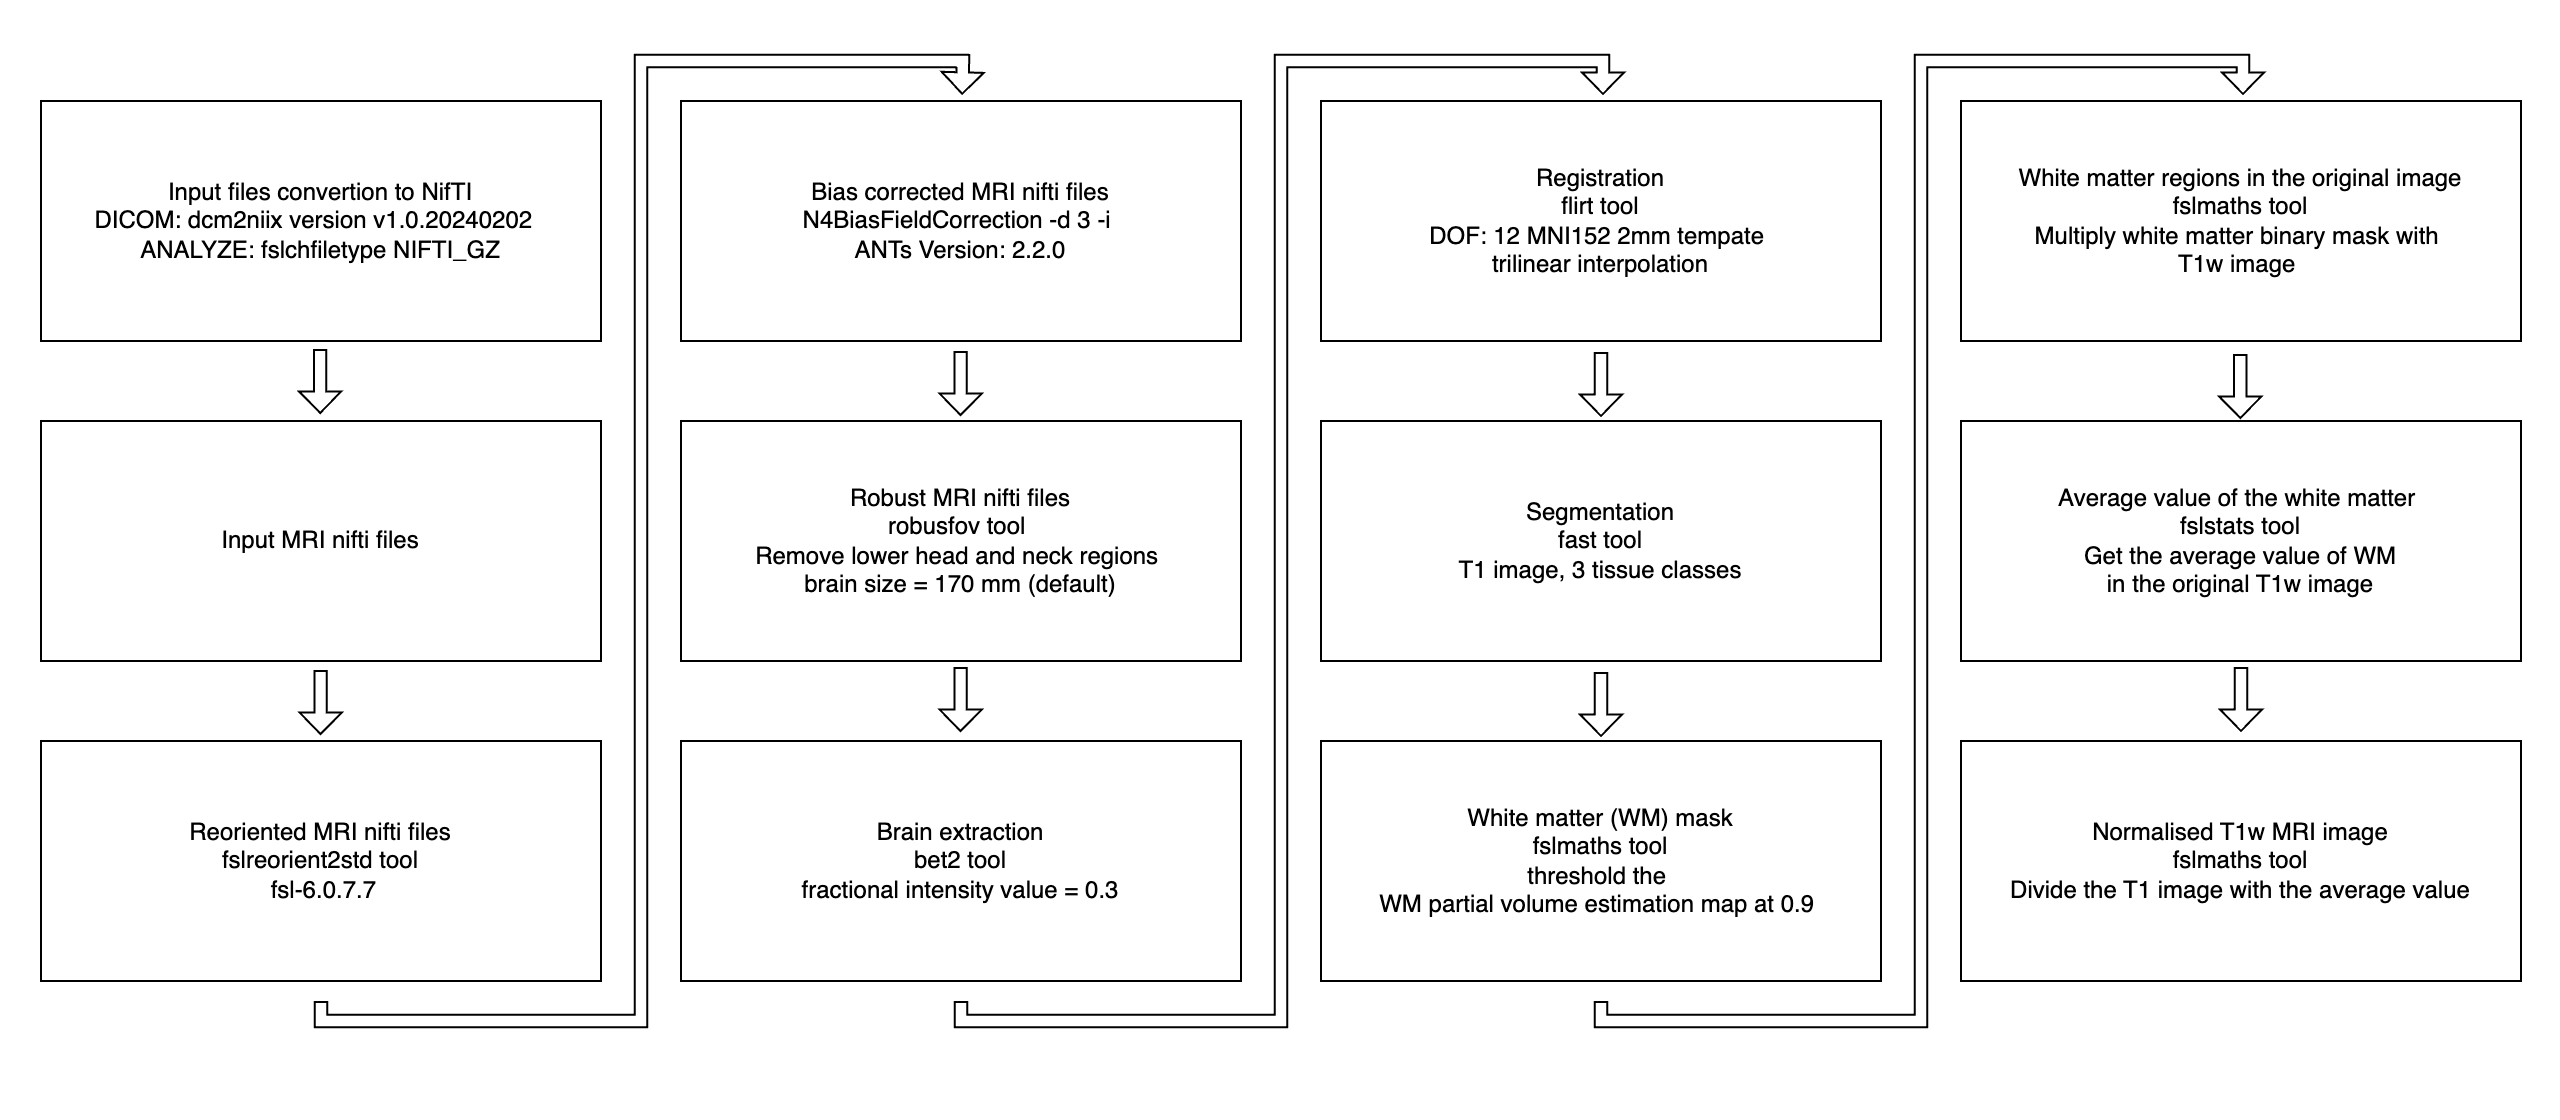 Input files convertion to NifTI
DICOM: dcm2niix version v1.0.20240202
ANALYZE: fslchfiletype NIFTI_GZ
Input MRI nifti files
Reoriented MRI nifti files
fslreorient2std tool
fsl-6.0.7.7
Bias corrected MRI nifti files
N4BiasFieldCorrection -d 3 -i
ANTs Version: 2.2.0
Robust MRI nifti files
robusfov tool
Remove lower head and neck regions
brain size = 170 mm (default)
Brain extraction
bet2 tool
fractional intensity value = 0.3
Registration
flirt tool
DOF: 12 MNI152 2mm tempate
trilinear interpolation
Segmentation
fast tool
T1 image, 3 tissue classes
White matter (WM) mask
fslmaths tool
threshold the
WM partial volume estimation map at 0.9
White matter regions in the original image
fslmaths tool
Multiply white matter binary mask with
T1w image
Average value of the white matter
fslstats tool
Get the average value of WM
in the original T1w image
Normalised T1w MRI image
fslmaths tool
Divide the T1 image with the average value